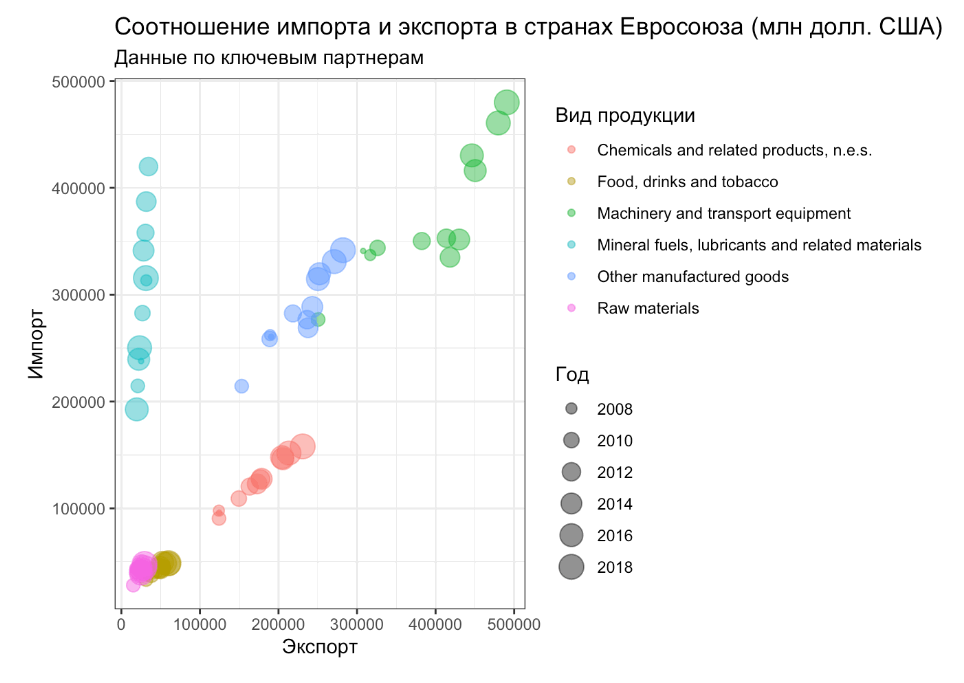 Соотношение импорта и экспорта в странах Евросоюза (млн долл. США)
Данные по ключевым партнерам
500000
400000
300000
200000
100000
Импорт
0 100000 200000 300000 400000 500000
Экспорт
Вид продукции
Chemicals and related products, n.e.s.
Food, drinks and tobacco
Machinery and transport equipment
Mineral fuels, lubricants and related materials
Other manufactured goods
Raw materials
Год
2008
2010
2012
2014
2016
2018